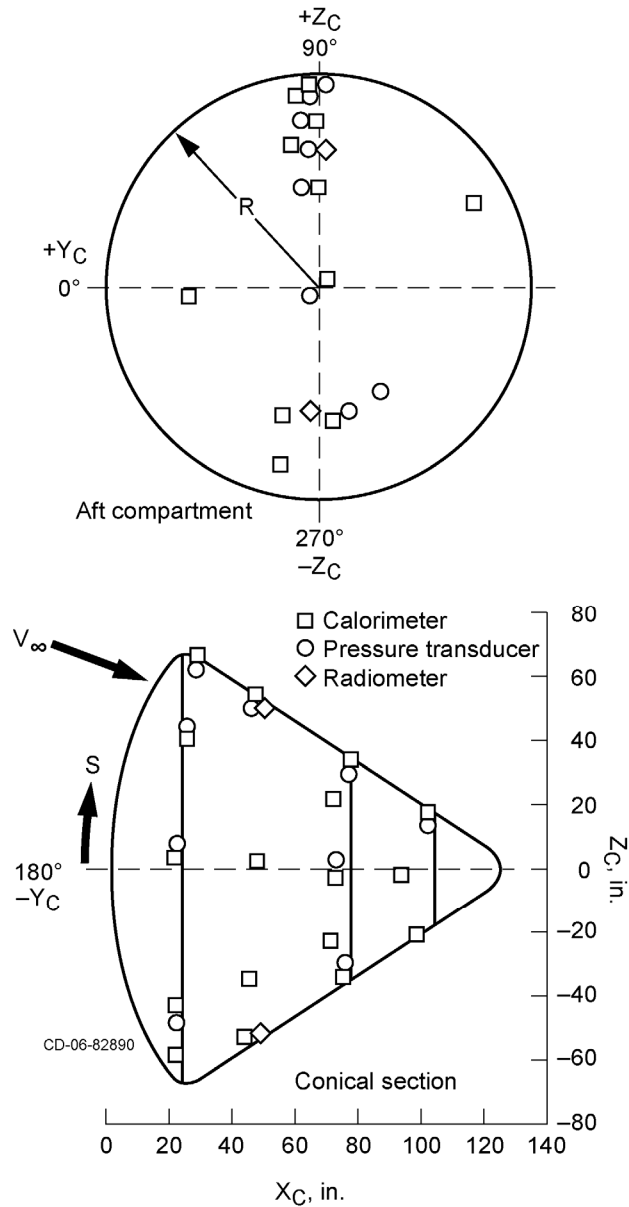 +Z_C
90°
R
+Y_C
0°
Aft compartment
270°
–Z_C
V_∞
Calorimeter
Pressure transducer
Radiometer
S
180°
–Y_C
CD-06-82890
Conical section
80
60
40
20
0
–20
–40
–60
–80
Z_C, in.
0 20 40 60 80 100 120 140
X_C, in.